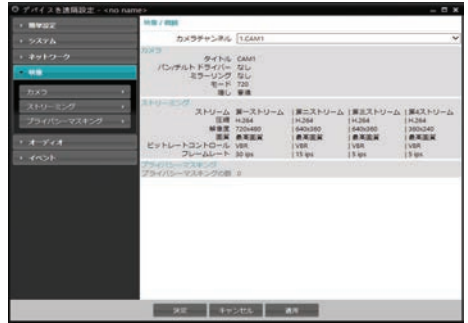 デバイスを遠隔設定 - <no name>
簡単設定
システム
ネットワーク
映像
カメラ
ストリーミング
プライバシーマスキング
オーディオ
イベント
映像 / 概観
カメラチャンネル 1.CAM1
カメラ
タイトル CAM1
パン/チルト ドライバー なし
ミラーリング なし
モード 720
隠し 普通
ストリーミング
ストリーム 第一ストリーム | 第二ストリーム | 第三ストリーム | 第4ストリーム
圧縮 H.264 | H.264 | H.264 | H.264
解像度 720x480 | 640x360 | 640x360 | 360x240
画質 最高画質 | 最高画質 | 最高画質 | 最高画質
ビットレートコントロール VBR | VBR | VBR | VBR
フレームレート 30 ips | 15 ips | 5 ips | 5 ips
プライバシーマスキング
プライバシーマスキングの数 0
決定 キャンセル 適用